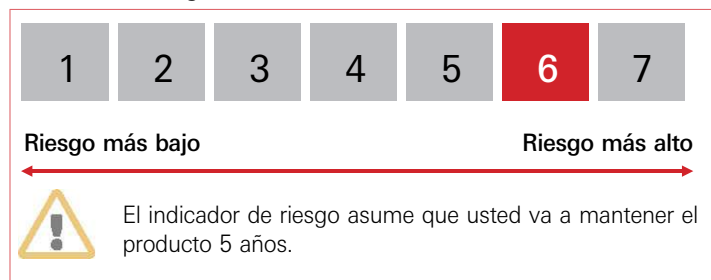 1 2 3 4 5 6 7
Riesgo más bajo Riesgo más alto
El indicador de riesgo asume que usted va a mantener el
producto 5 años.